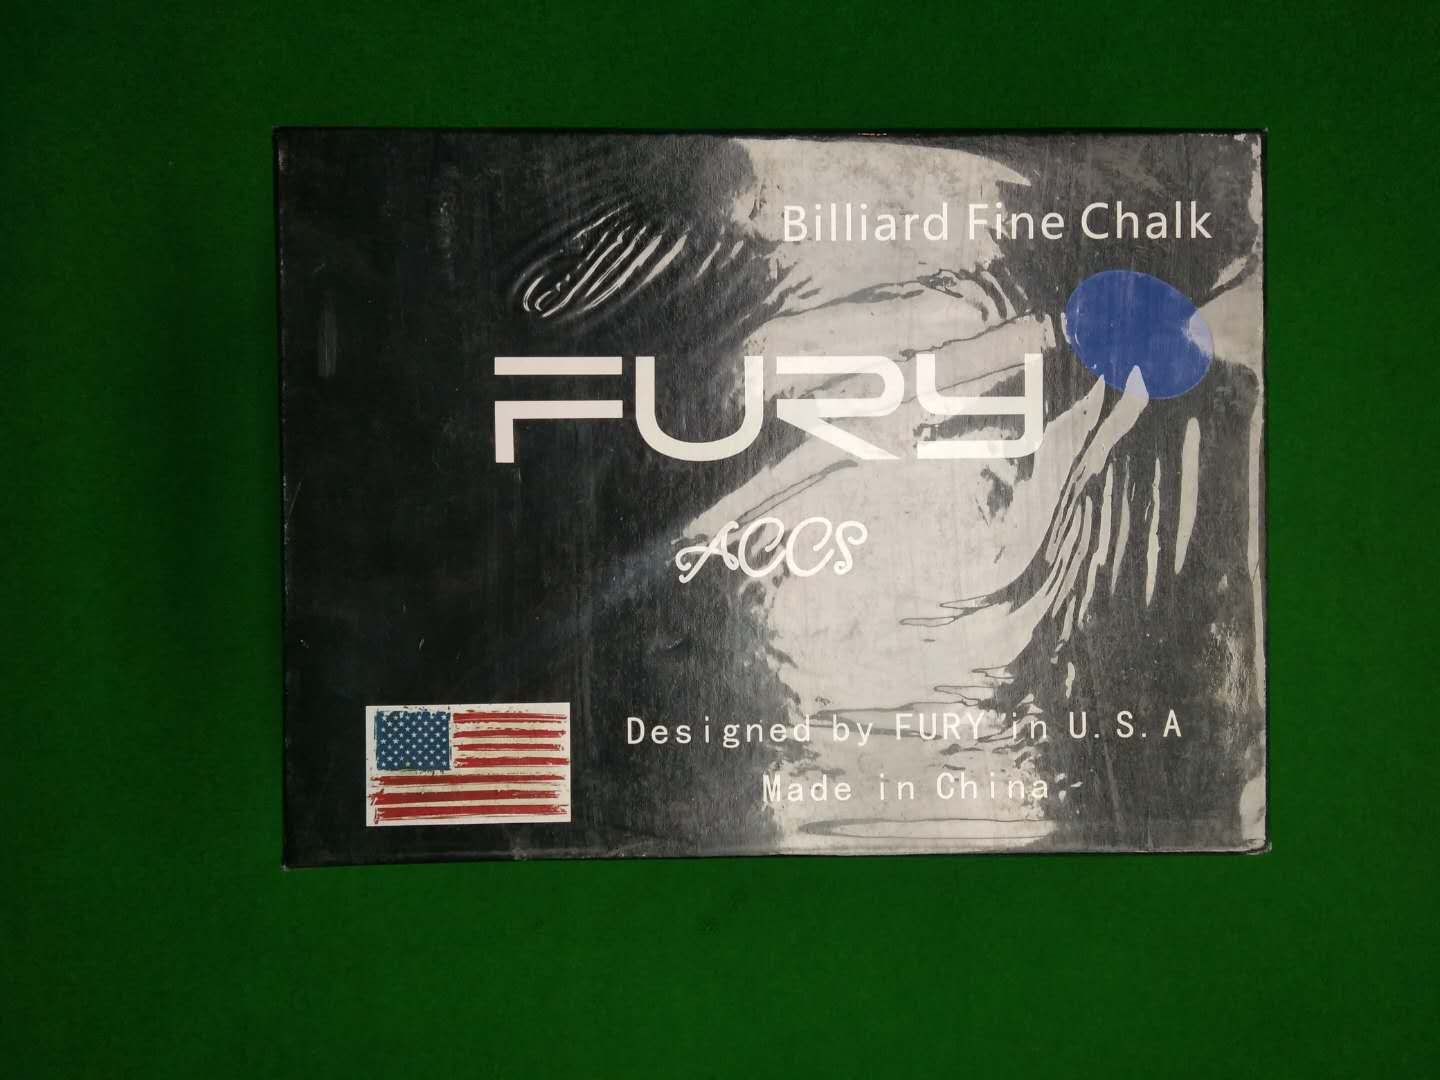 Billiard Fine Chalk
FURY
ACCS
Designed by FURY in U.S.A
Made in China